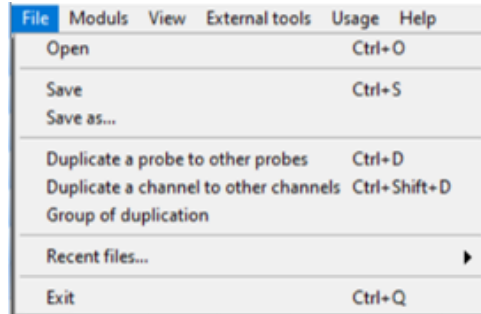 File Moduls View External tools Usage Help
Open Ctrl+O
Save Ctrl+S
Save as...
Duplicate a probe to other probes Ctrl+D
Duplicate a channel to other channels Ctrl+Shift+D
Group of duplication
Recent files...
Exit Ctrl+Q